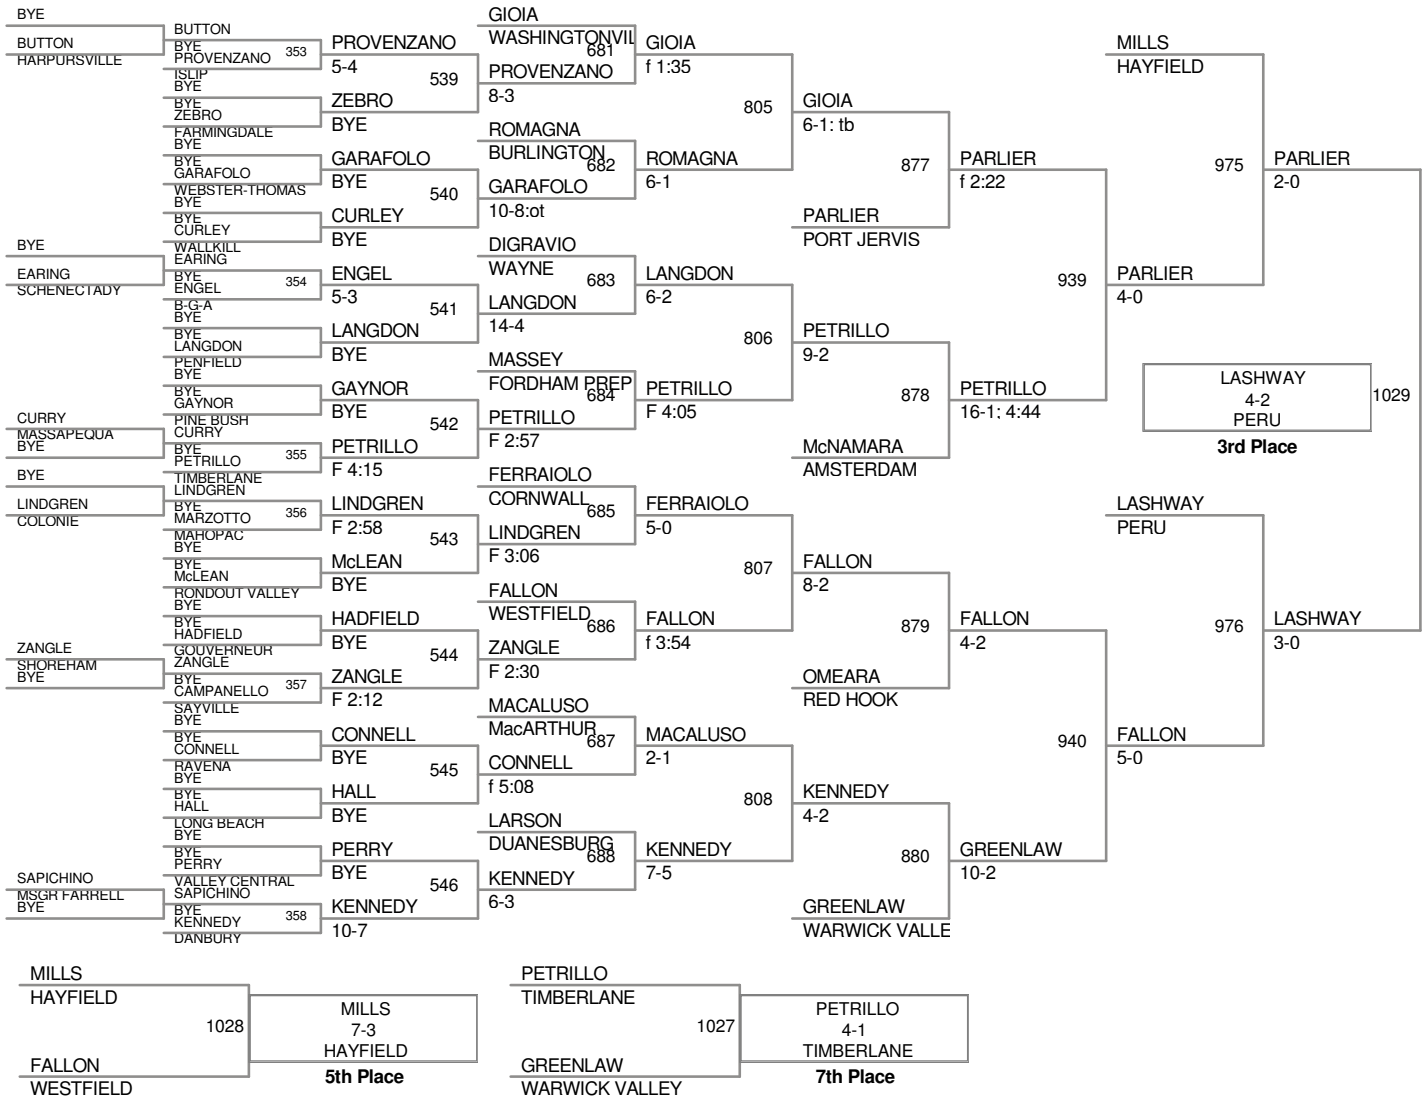 BYE
BUTTON
HARPURSVILLE
BYE
EARING
SCHENECTADY
CURRY
MASSAPEQUA
BYE
BYE
LINDGREN
COLONIE
ZANGLE
SHOREHAM
BYE
SAPICHINO
MSGR FARRELL
BYE
BUTTON
BYE
PROVENZANO
353
ISLIP
BYE
BYE
ZEBRO
FARMINGDALE
BYE
BYE
GARAFOLO
WEBSTER-THOMAS
BYE
BYE
CURLEY
WALLKILL
EARING
BYE
ENGEL
354
B-G-A
BYE
BYE
LANGDON
PENFIELD
BYE
BYE
GAYNOR
PINE BUSH
CURRY
BYE
PETRILLO
355
TIMBERLANE
LINDGREN
BYE
MARZOTTO
356
MAHOPAC
BYE
BYE
McLEAN
RONDOUT VALLEY
BYE
BYE
HADFIELD
GOUVERNEUR
ZANGLE
BYE
CAMPANELLO
357
SAYVILLE
BYE
BYE
CONNELL
RAVENA
BYE
BYE
HALL
LONG BEACH
BYE
BYE
PERRY
VALLEY CENTRAL
SAPICHINO
BYE
KENNEDY
358
DANBURY
PROVENZANO
5-4
539
ZEBRO
BYE
GARAFOLO
BYE
540
CURLEY
BYE
ENGEL
5-3
541
LANGDON
BYE
GAYNOR
BYE
542
PETRILLO
F 4:15
LINDGREN
F 2:58
543
McLEAN
BYE
HADFIELD
BYE
544
ZANGLE
F 2:12
CONNELL
BYE
545
HALL
BYE
PERRY
BYE
546
KENNEDY
10-7
GIOIA
WASHINGTONVIL
681
PROVENZANO
8-3
ROMAGNA
BURLINGTON
682
GARAFOLO
10-8:ot
DIGRAVIO
WAYNE
683
LANGDON
14-4
MASSEY
FORDHAM PREP
684
PETRILLO
F 2:57
FERRAIOLO
CORNWALL
685
LINDGREN
F 3:06
FALLON
WESTFIELD
686
ZANGLE
F 2:30
MACALUSO
MacARTHUR
687
CONNELL
f 5:08
LARSON
DUANESBURG
688
KENNEDY
6-3
GIOIA
f 1:35
805
ROMAGNA
6-1
LANGDON
6-2
806
PETRILLO
F 4:05
FERRAIOLO
5-0
807
FALLON
f 3:54
MACALUSO
2-1
808
KENNEDY
7-5
GIOIA
6-1: tb
877
PARLIER
PORT JERVIS
PETRILLO
9-2
878
McNAMARA
AMSTERDAM
FALLON
8-2
879
OMEARA
RED HOOK
KENNEDY
4-2
880
GREENLAW
WARWICK VALLE
PARLIER
f 2:22
939
PETRILLO
16-1; 4:44
FALLON
4-2
940
GREENLAW
10-2
MILLS
HAYFIELD
975
PARLIER
4-0
LASHWAY
PERU
976
FALLON
5-0
PARLIER
2-0
LASHWAY
3-0
LASHWAY
4-2
PERU
1029
3rd Place
MILLS
HAYFIELD
1028
FALLON
WESTFIELD
MILLS
7-3
HAYFIELD
5th Place
PETRILLO
TIMBERLANE
1027
GREENLAW
WARWICK VALLEY
PETRILLO
4-1
TIMBERLANE
7th Place